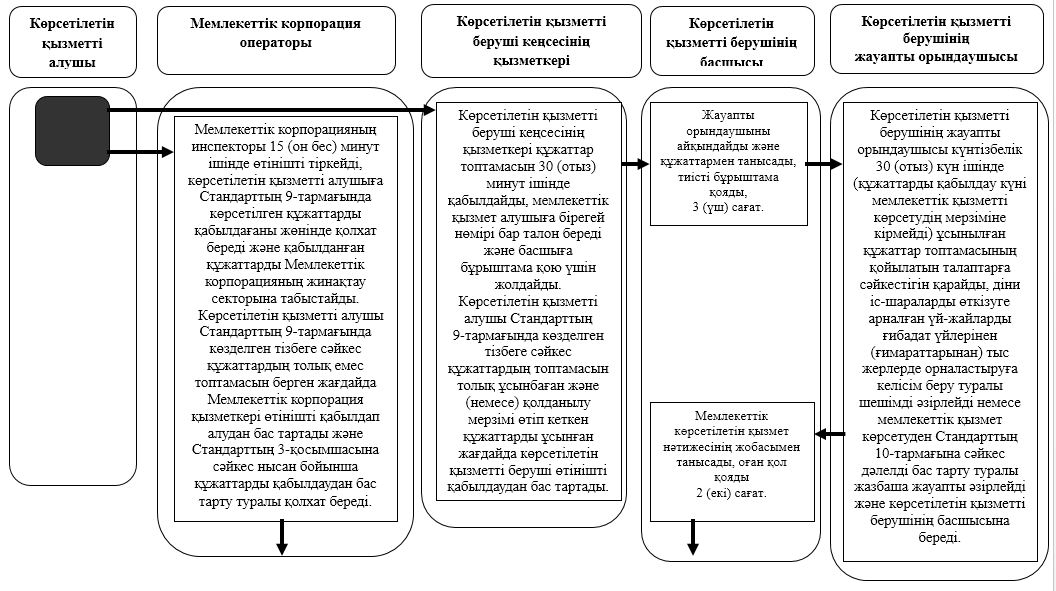 Көрсетілетін
қызметті
алушы
Мемлекеттік корпорация
операторы
Көрсетілетін қызметті
беруші кеңсесінің
қызметкері
Көрсетілетін
қызметті берушінің
басшысы
Көрсетілетін қызметті
берушінің
жауапты орындаушысы
Мемлекеттік корпорацияның
инспекторы 15 (он бес) минут
ішінде өтінішті тіркейді,
көрсетілетін қызметті алушыға
Стандарттың 9-тармағында
көрсетілген құжаттарды
қабылдағаны жөнінде қолхат
береді және қабылданған
құжаттарды Мемлекеттік
корпорацияның жинақтау
секторына табыстайды.
Көрсетілетін қызметті алушы
Стандарттың 9-тармағында
көзделген тізбеге сәйкес
құжаттардың толық емес
топтамасын берген жағдайда
Мемлекеттік корпорация
қызметкері өтінішті қабылдап
алудан бас тартады және
Стандарттың 3-қосымшасына
сәйкес нысан бойынша
құжаттарды қабылдаудан бас
тарту туралы қолхат береді.
Көрсетілетін қызметті
беруші кеңсесінің
қызметкері құжаттар
топтамасын 30 (отыз)
минут ішінде
қабылдайды, мемлекеттік
қызмет алушыға бірегей
нөмірі бар талон береді
және басшыға
бұрыштама қою үшін
жолдайды.
Көрсетілетін қызметті
алушы Стандарттың
9-тармағында көзделген
тізбеге сәйкес
құжаттардың топтамасын
толық ұсынбаған және
(немесе) қолданылу
мерзімі өтіп кеткен
құжаттарды ұсынған
жағдайда көрсетілетін
қызметті беруші өтінішті
қабылдаудан бас тартады.
Жауапты
орындаушыны
айқындайды және
құжаттармен танысады,
тиісті бұрыштама
қояды,
3 (үш) сағат.
Мемлекеттік
көрсетілетін қызмет
нәтижесінің жобасымен
танысады, оған қол
қояды
2 (екі) сағат.
Көрсетілетін қызметті
берушінің жауапты
орындаушысы күнтізбелік
30 (отыз) күн ішінде
(құжаттарды қабылдау күні
мемлекеттік қызметті
көрсетудің мерзіміне
кірмейді) ұсынылған
құжаттар топтамасының
қойылатын талаптарға
сәйкестігін қарайды, діни
іс-шараларды өткізуге
арналған үй-жайларды
ғибадат үйлерінен
(ғимараттарынан) тыс
жерлерде орналастыруға
келісім беру туралы
шешімді әзірлейді немесе
мемлекеттік қызмет
көрсетуден Стандарттың
10-тармағына сәйкес
дәлелді бас тарту туралы
жазбаша жауапты әзірлейді
және көрсетілетін қызметті
берушінің басшысына
береді.